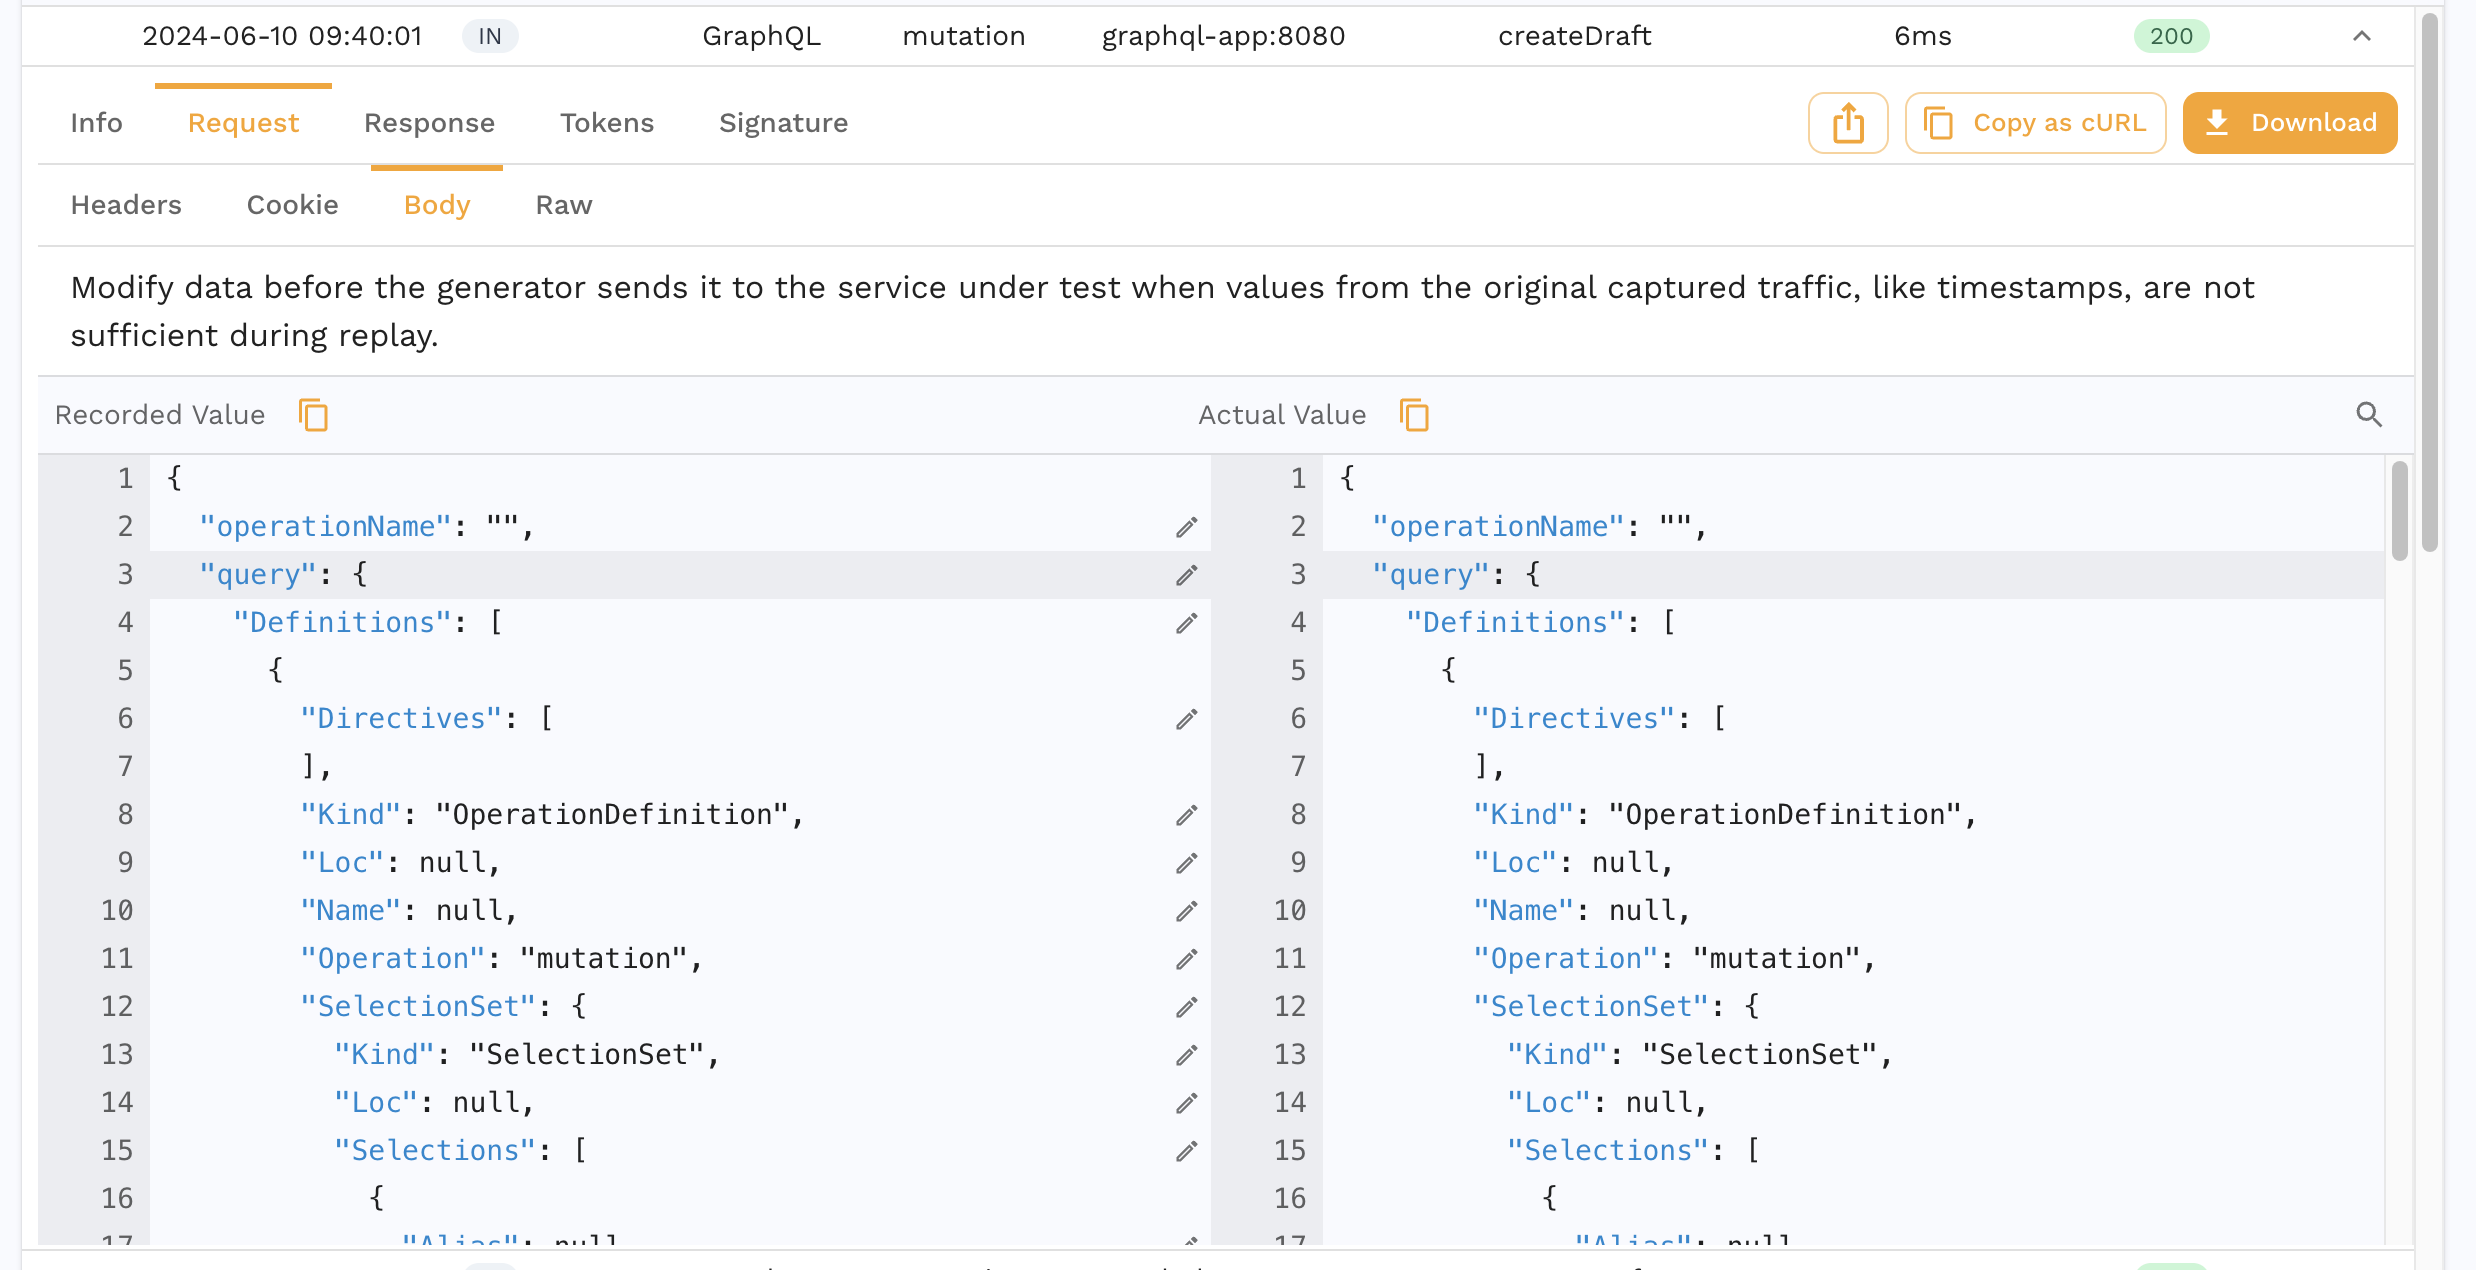 2024-06-10 09:40:01 IN GraphQL mutation graphql-app:8080 createDraft 6ms 200
Info Request Response Tokens Signature Copy as cURL Download
Headers Cookie Body Raw
Modify data before the generator sends it to the service under test when values from the original captured traffic, like timestamps, are not
sufficient during replay.
Recorded Value Actual Value
1 { 1 {
2 "operationName": "", 2 "operationName": "",
3 "query": { 3 "query": {
4 "Definitions": [ 4 "Definitions": [
5 { 5 {
6 "Directives": [ 6 "Directives": [
7 ], 7 ],
8 "Kind": "OperationDefinition", 8 "Kind": "OperationDefinition",
9 "Loc": null, 9 "Loc": null,
10 "Name": null, 10 "Name": null,
11 "Operation": "mutation", 11 "Operation": "mutation",
12 "SelectionSet": { 12 "SelectionSet": {
13 "Kind": "SelectionSet", 13 "Kind": "SelectionSet",
14 "Loc": null, 14 "Loc": null,
15 "Selections": [ 15 "Selections": [
16 { 16 {
17 "Alias": null 17 "Alias": null